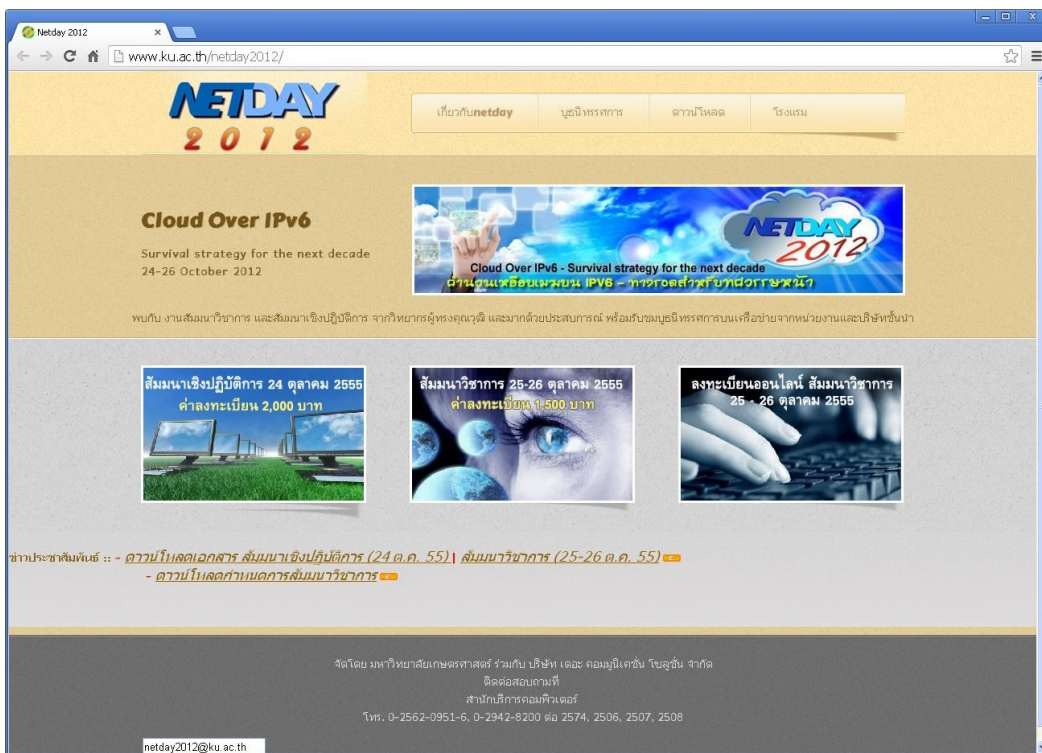 Netday 2012
www.ku.ac.th/netday2012/
NETDAY
2012
เกี่ยวกับnetday
บูธนิทรรศการ
ดาวน์โหลด
โรงแรม
Cloud Over IPv6
Survival strategy for the next decade
24-26 October 2012
NETDAY
2012
Cloud Over IPv6 - Survival strategy for the next decade
พบกับ งานสัมมนาวิชาการ และสัมมนาเชิงปฏิบัติการ จากวิทยากรผู้ทรงคุณวุฒิ และมากด้วยประสบการณ์ พร้อมรับชมบูธนิทรรศการบนเครือข่ายจากหน่วยงานและบริษัทชั้นนำ
สัมมนาเชิงปฏิบัติการ 24 ตุลาคม 2555
ค่าลงทะเบียน 2,000 บาท
สัมมนาวิชาการ 25-26 ตุลาคม 2555
ค่าลงทะเบียน 1,500 บาท
ลงทะเบียนออนไลน์ สัมมนาวิชาการ
25 - 26 ตุลาคม 2555
ข่าวประชาสัมพันธ์ :: - ดาวน์โหลดเอกสาร สัมมนาเชิงปฏิบัติการ (24 ต.ค. 55) | สัมมนาวิชาการ (25-26 ต.ค. 55)
- ดาวน์โหลดกำหนดการสัมมนาวิชาการ
จัดโดย มหาวิทยาลัยเกษตรศาสตร์ ร่วมกับ บริษัท เดอะ คอมมูนิเคชั่น โซลูชั่น จำกัด
ติดต่อสอบถามที่
สำนักบริการคอมพิวเตอร์
โทร. 0-2562-0951-6, 0-2942-8200 ต่อ 2574, 2506, 2507, 2508
netday2012@ku.ac.th